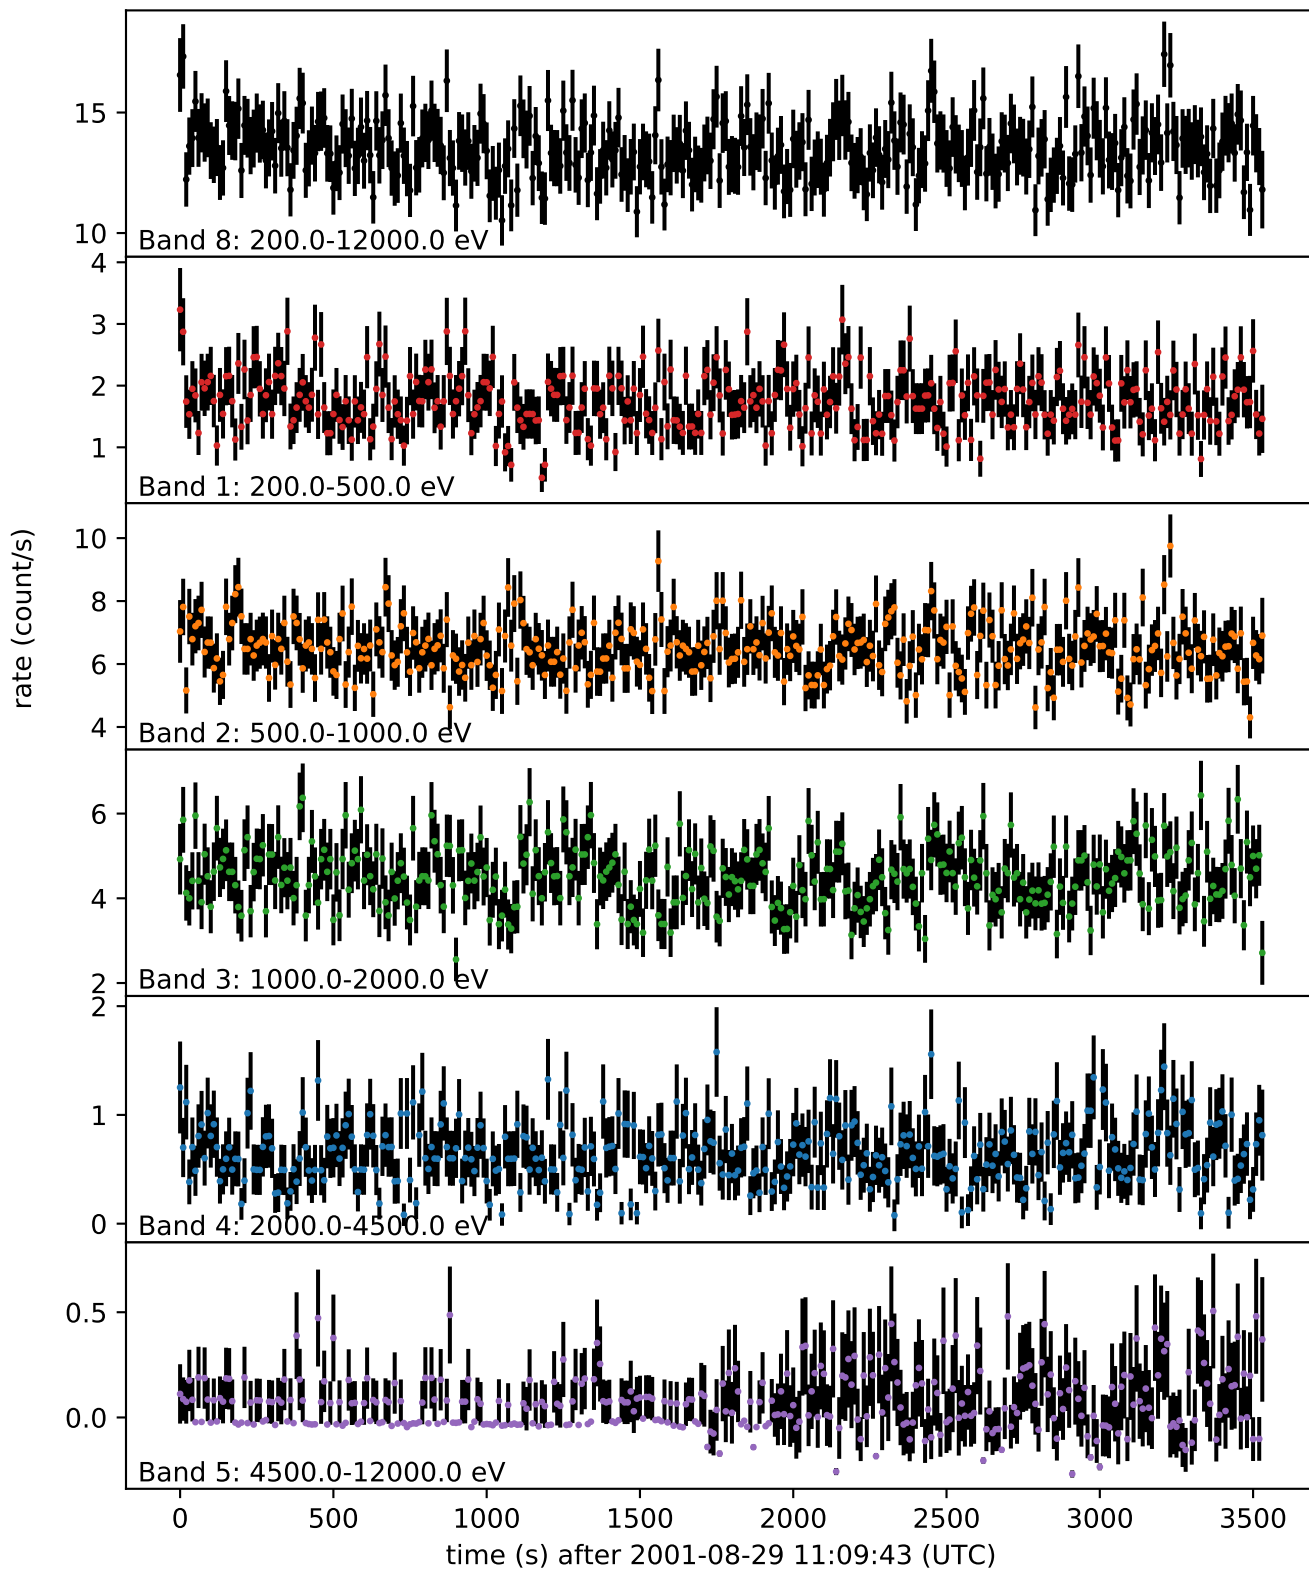 15
10
Band 8: 200.0-12000.0 eV
4
3
2
1
Band 1: 200.0-500.0 eV
10
8
6
4
Band 2: 500.0-1000.0 eV
rate (count/s)
6
4
2
Band 3: 1000.0-2000.0 eV
2
1
0
Band 4: 2000.0-4500.0 eV
0.5
0.0
Band 5: 4500.0-12000.0 eV
0 500 1000 1500 2000 2500 3000 3500
time (s) after 2001-08-29 11:09:43 (UTC)